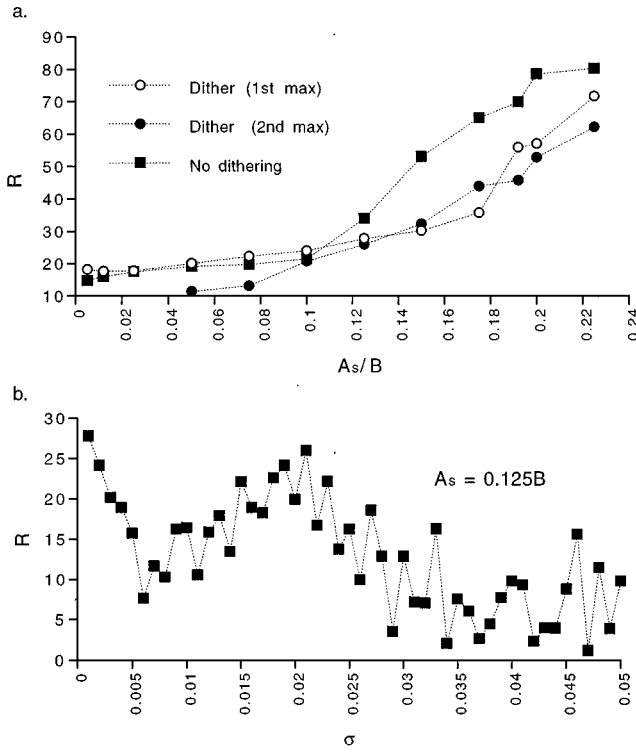 a.
90
80
70
60
50
40
30
20
10
R
Dither (1st max)
Dither (2nd max)
No dithering
0 0.02 0.04 0.06 0.08 0.1 0.12 0.14 0.16 0.18 0.2 0.22 0.24
As/B
b.
30
25
20
15
10
5
0
R
As = 0.125B
0 0.005 0.01 0.015 0.02 0.025 0.03 0.035 0.04 0.045 0.05
σ